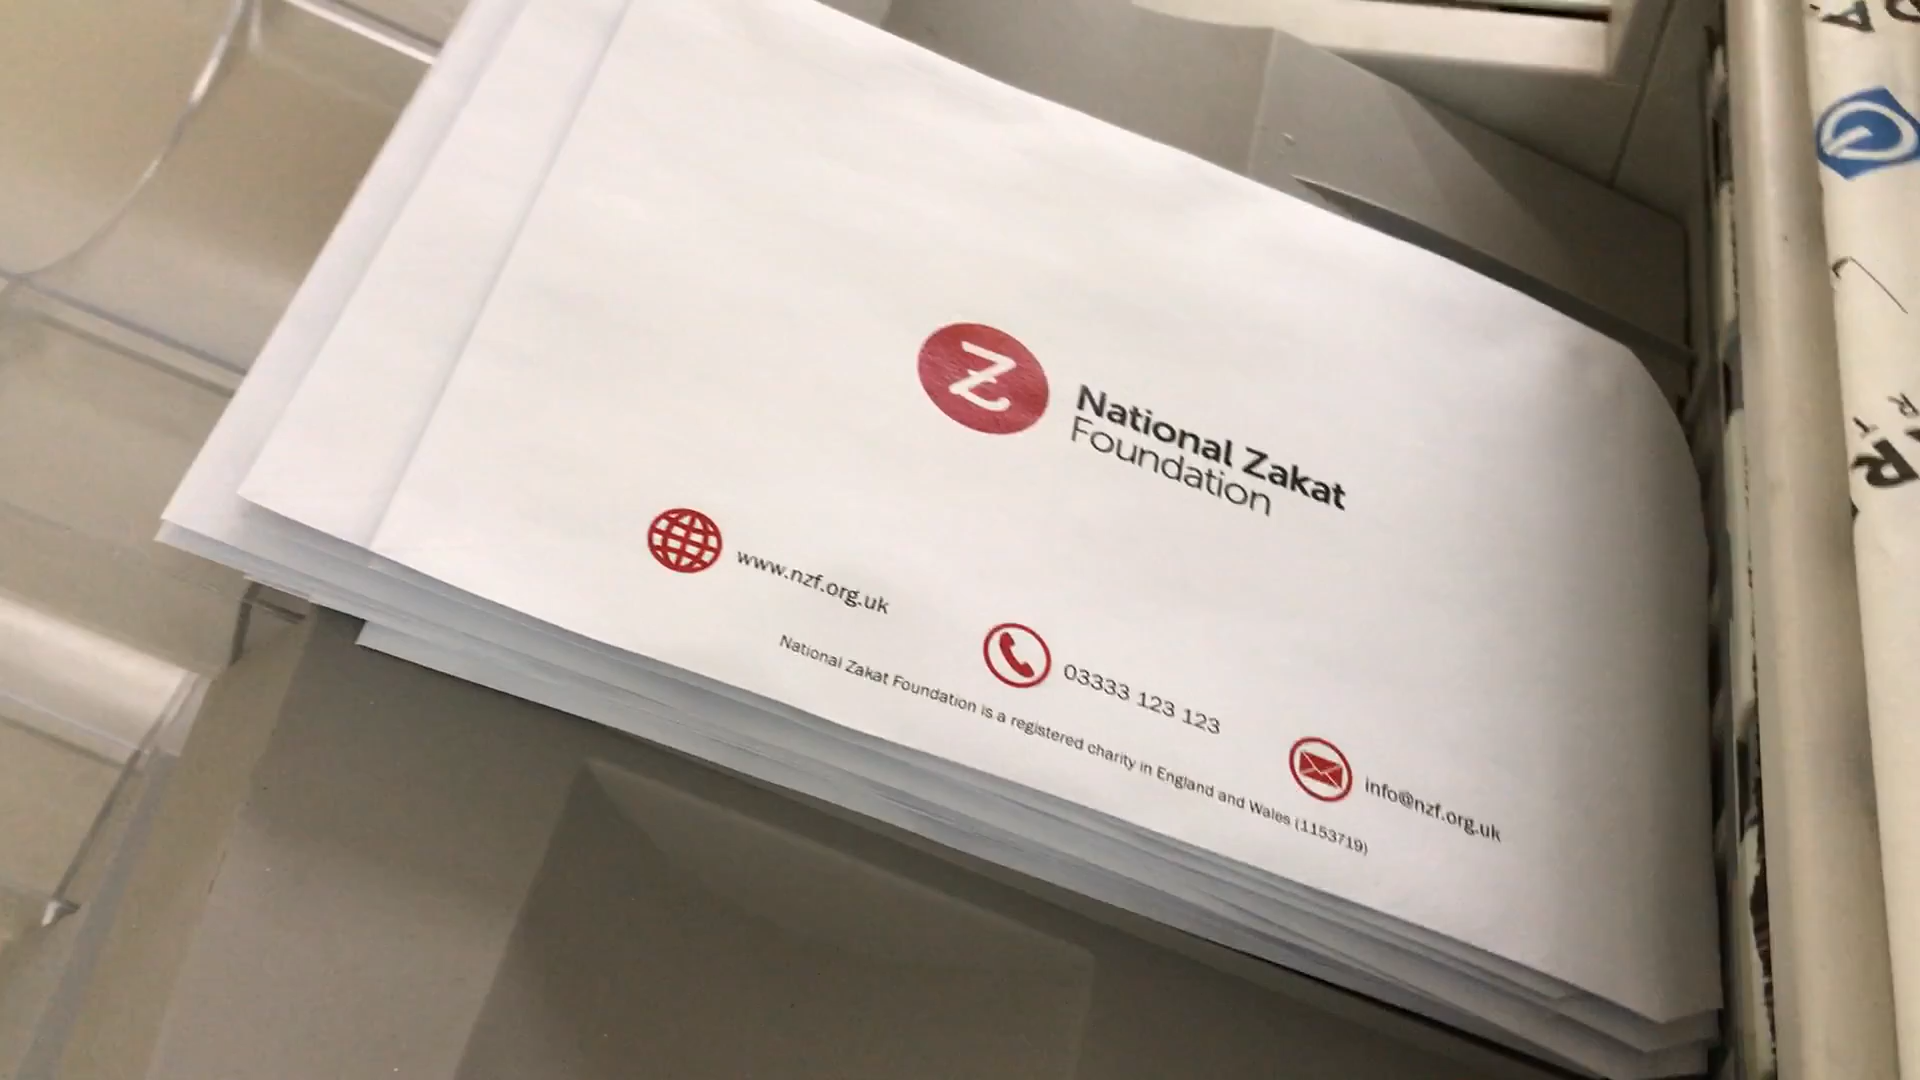 Z
National Zakat
Foundation
www.nzf.org.uk
03333 123 123
info@nzf.org.uk
National Zakat Foundation is a registered charity in England and Wales (1153719)